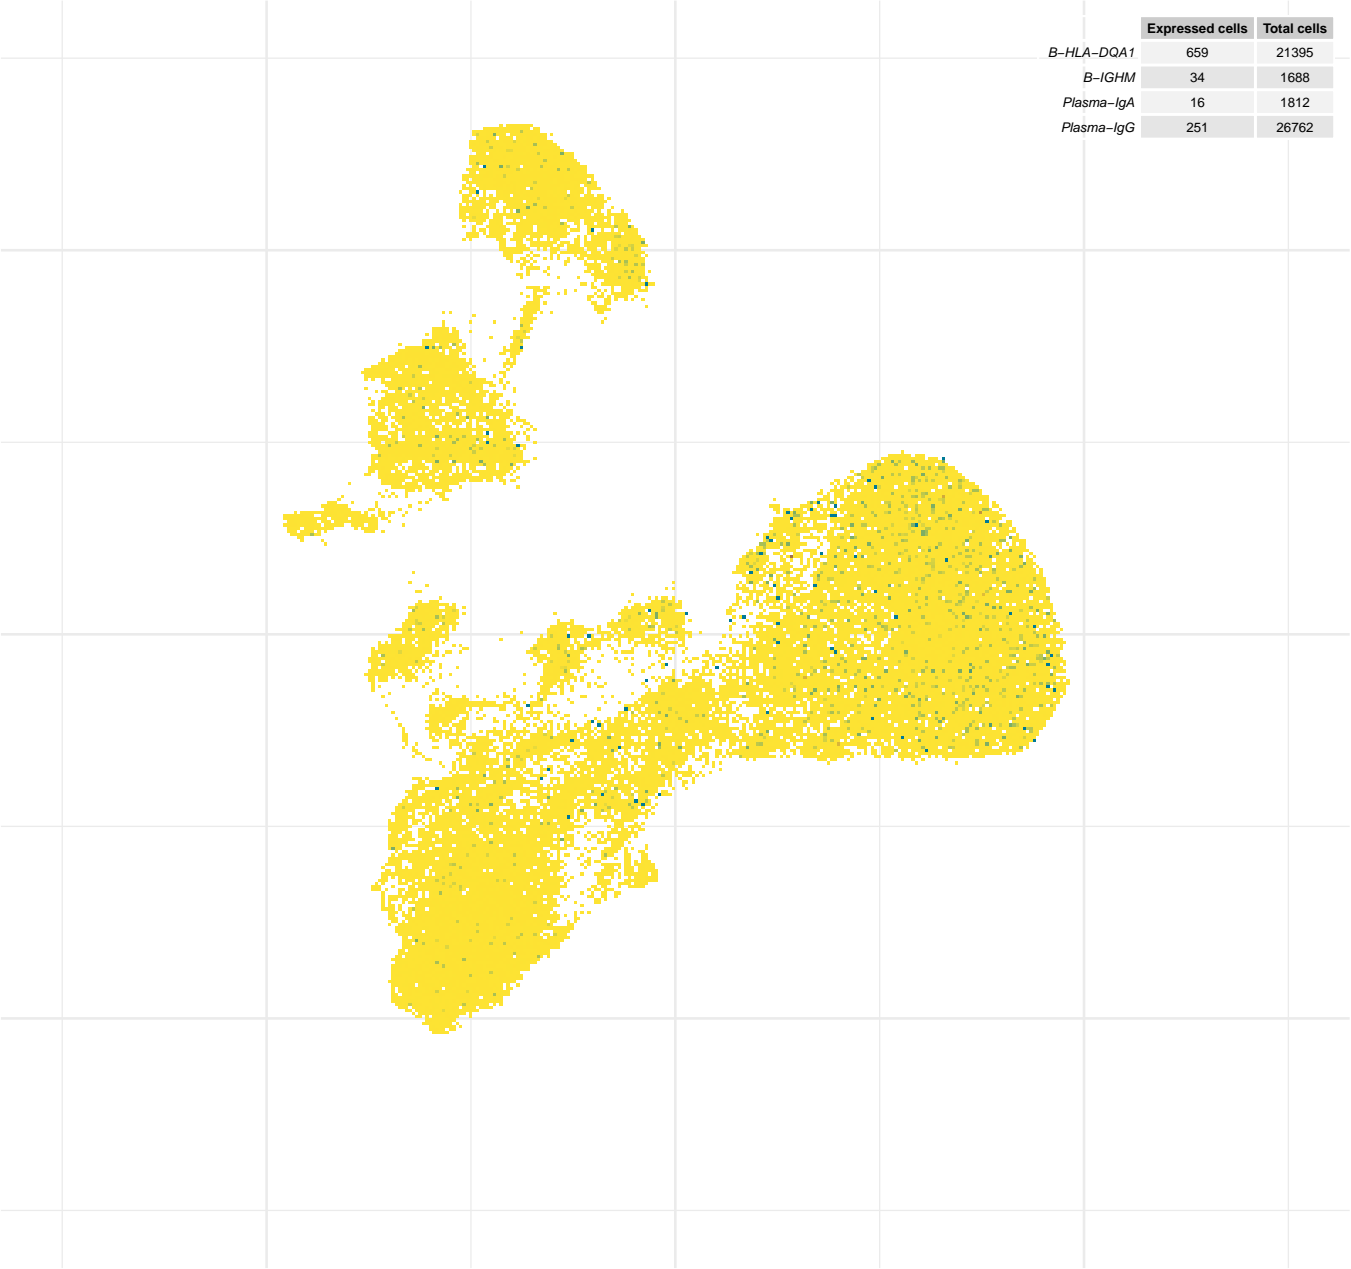 Expressed cells Total cells
B−HLA−DQA1 659 21395
B−IGHM 34 1688
Plasma−IgA 16 1812
Plasma−IgG 251 26762